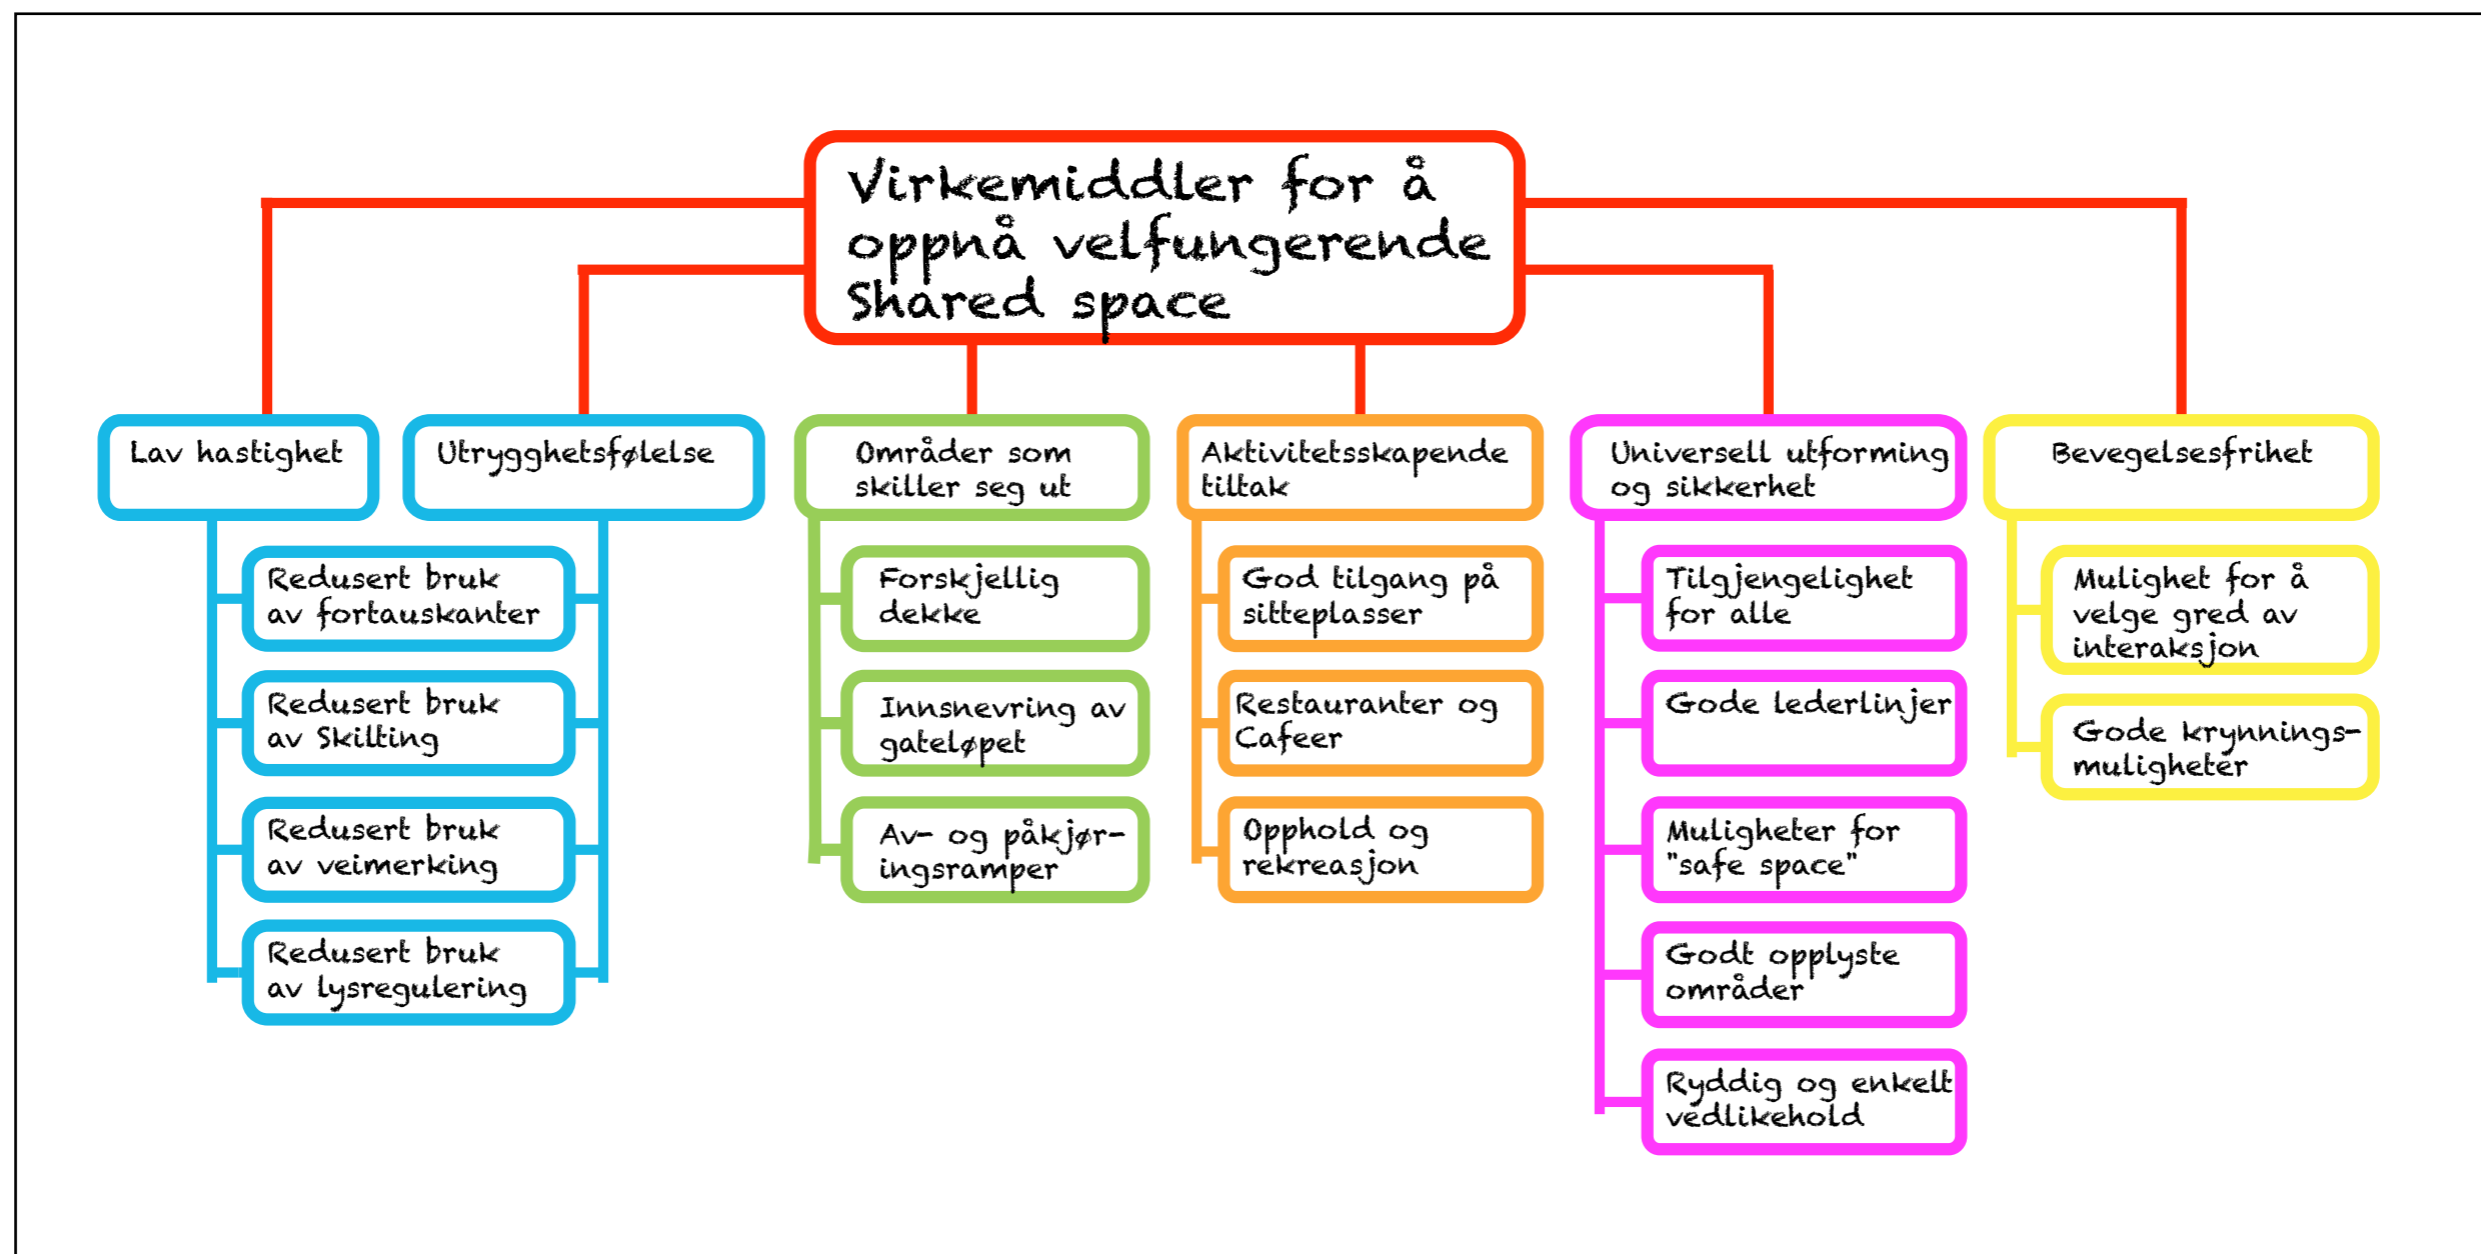 Virkemiddler for å
oppnå velfungerende
Shared space
Lav hastighet
Utrygghetsfølelse
Redusert bruk
av fortauskanter
Redusert bruk
av Skilting
Redusert bruk
av veimerking
Redusert bruk
av lysregulering
Områder som
skiller seg ut
Forskjellig
dekke
Innsnevring av
gateløpet
Av- og påkjør-
ingsramper
Aktivitetsskapende
tiltak
God tilgang på
sitteplasser
Restauranter og
Cafeer
Opphold og
rekreasjon
Universell utforming
og sikkerhet
Tilgjengelighet
for alle
Gode lederlinjer
Muligheter for
"safe space"
Godt opplyste
områder
Ryddig og enkelt
vedlikehold
Bevegelsesfrihet
Mulighet for å
velge gred av
interaksjon
Gode krynnings-
muligheter